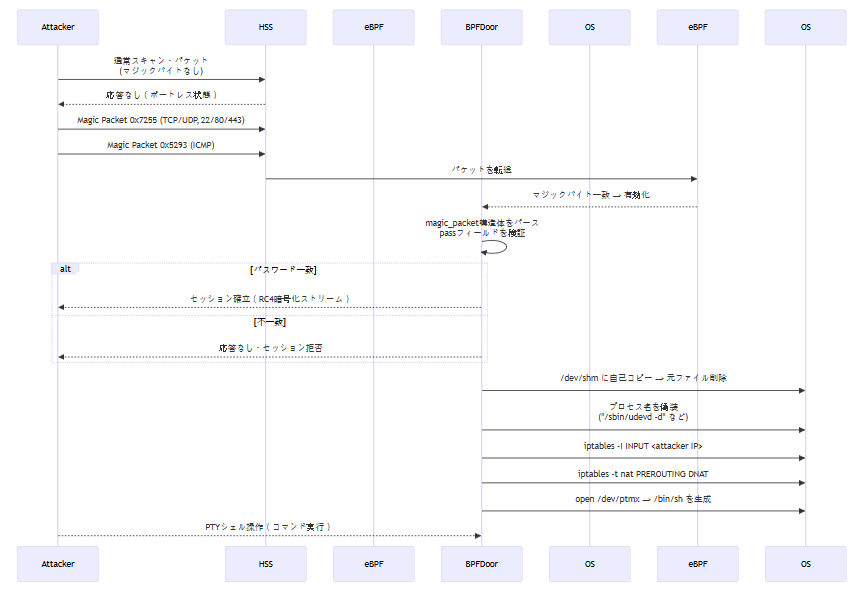 Attacker HSS eBPF BPFDoor OS eBPF OS
通常スキャン・パケット
(マジックバイトなし)
応答なし（ポートレス状態）
Magic Packet 0x7255 (TCP/UDP, 22/80/443)
Magic Packet 0x5293 (ICMP)
パケットを転送
マジックバイト一致 → 有効化
magic_packet構造体をパース
passフィールドを検証
alt [パスワード一致]
セッション確立（RC4暗号化ストリーム）
[不一致]
応答なし・セッション拒否
/dev/shm に自己コピー → 元ファイル削除
プロセス名を偽装
("/sbin/udevd -d" など)
iptables -I INPUT <attacker IP>
iptables -t nat PREROUTING DNAT
open /dev/ptmx → /bin/sh を生成
PTYシェル操作（コマンド実行）
Attacker HSS eBPF BPFDoor OS eBPF OS